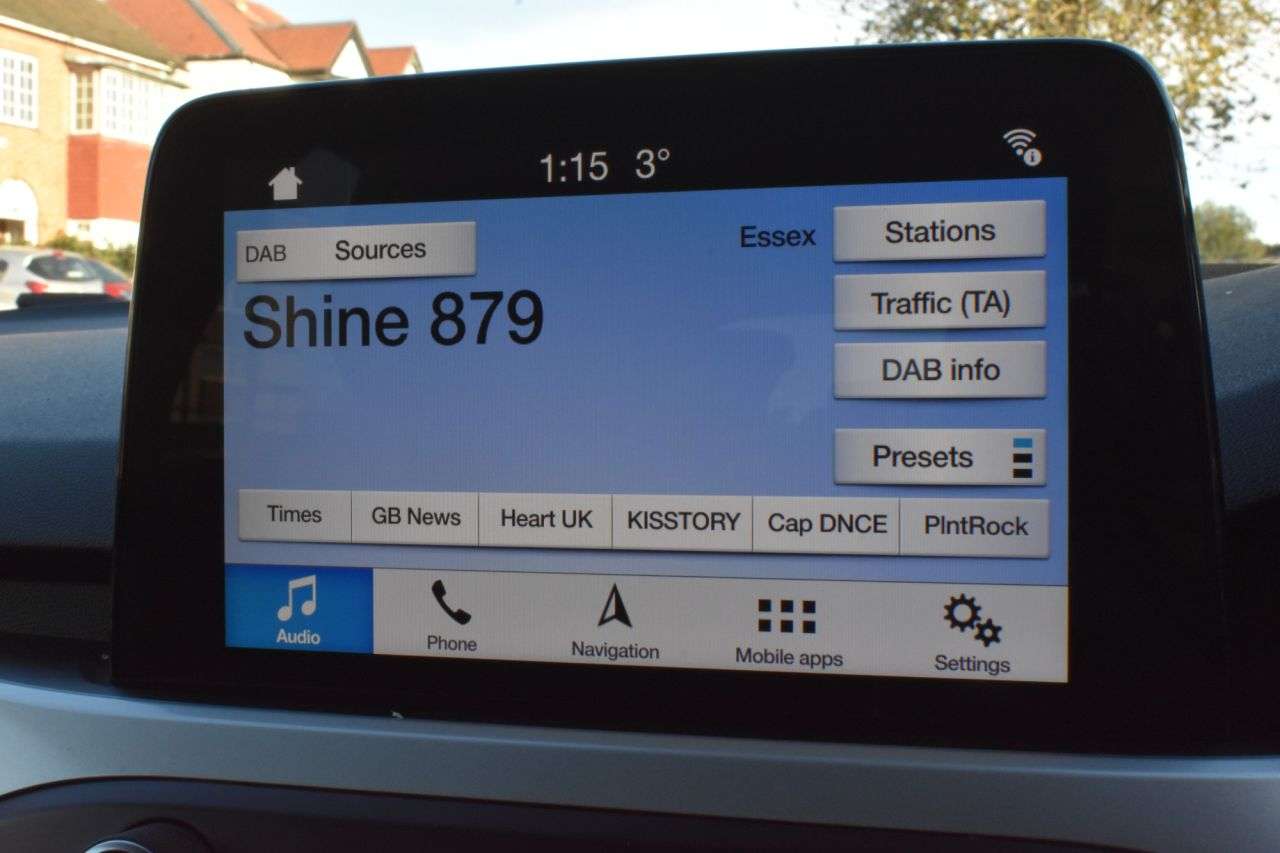 1:15 3°
DAB Sources
Essex
Stations
Shine 879
Traffic (TA)
DAB info
Presets
Times GB News Heart UK KISSTORY Cap DNCE PlntRock
Audio Phone Navigation Mobile apps Settings